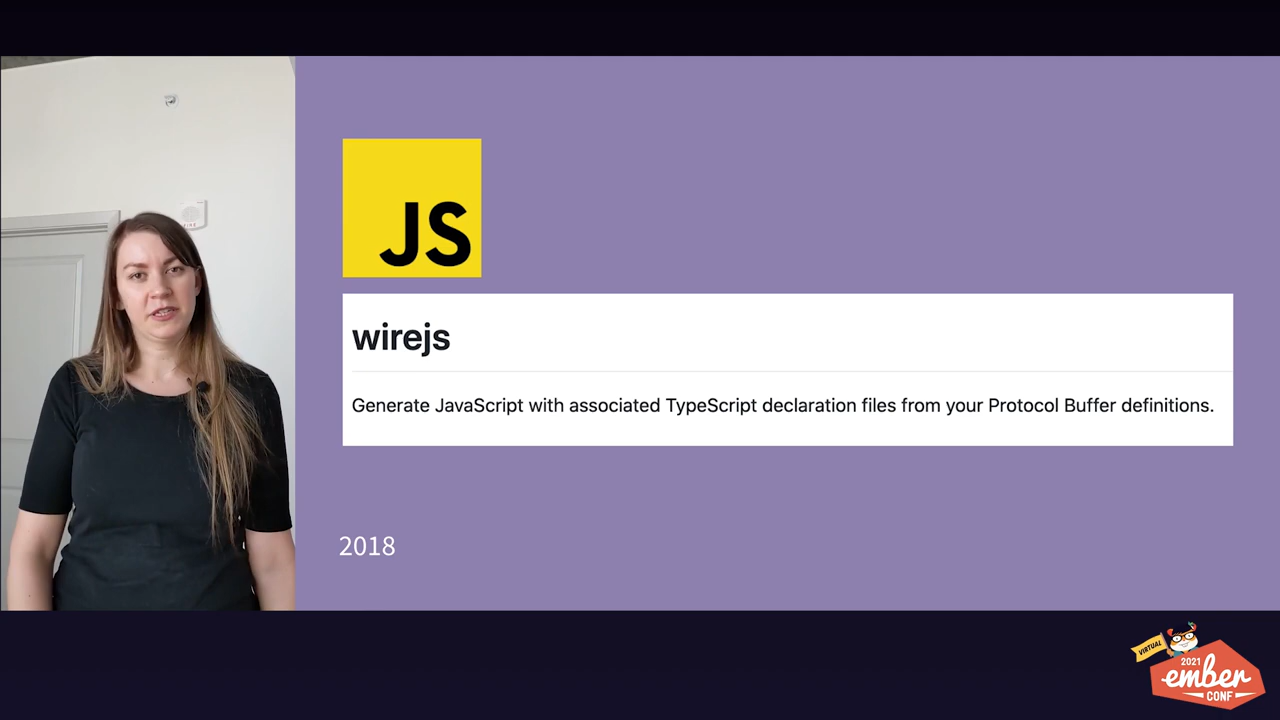 JS
wirejs
Generate JavaScript with associated TypeScript declaration files from your Protocol Buffer definitions.
2018
VIRTUAL
2021
ember
CONF